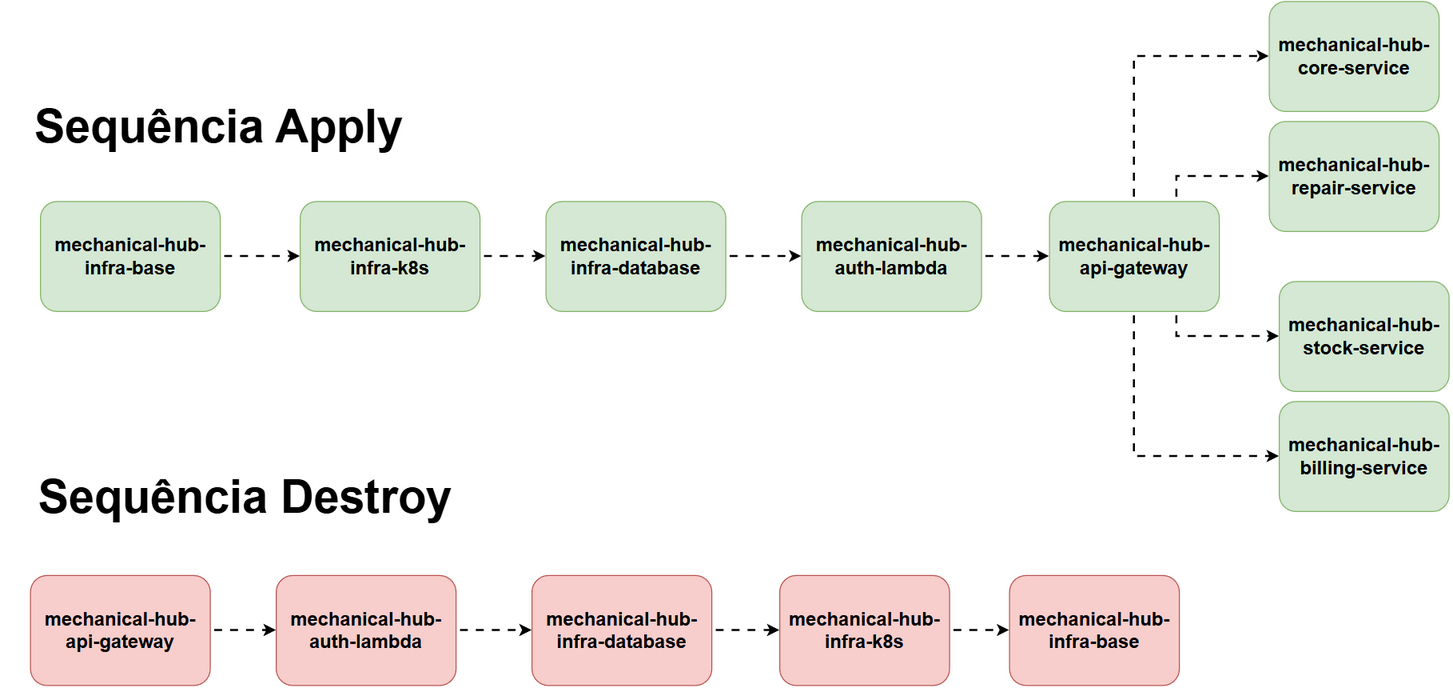 Sequência Apply
mechanical-hub-
infra-base
mechanical-hub-
infra-k8s
mechanical-hub-
infra-database
mechanical-hub-
auth-lambda
mechanical-hub-
api-gateway
mechanical-hub-
core-service
mechanical-hub-
repair-service
mechanical-hub-
stock-service
mechanical-hub-
billing-service
Sequência Destroy
mechanical-hub-
api-gateway
mechanical-hub-
auth-lambda
mechanical-hub-
infra-database
mechanical-hub-
infra-k8s
mechanical-hub-
infra-base